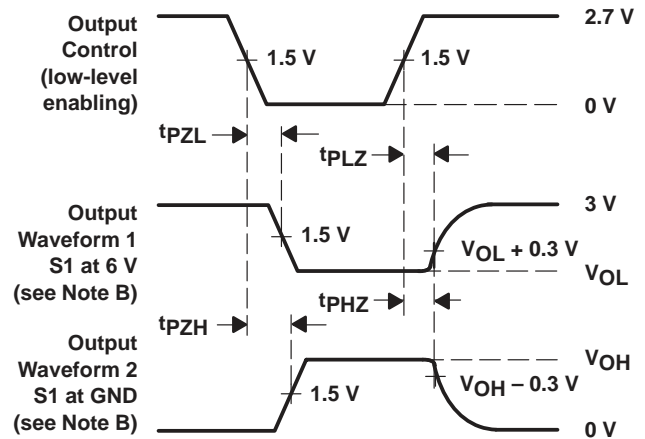 Output
Control
(low-level
enabling)
1.5 V
1.5 V
2.7 V
0 V
tPZL
tPLZ
Output
Waveform 1
S1 at 6 V
(see Note B)
1.5 V
3 V
VOL + 0.3 V
VOL
tPHZ
tPZH
Output
Waveform 2
S1 at GND
(see Note B)
1.5 V
VOH
VOH − 0.3 V
0 V